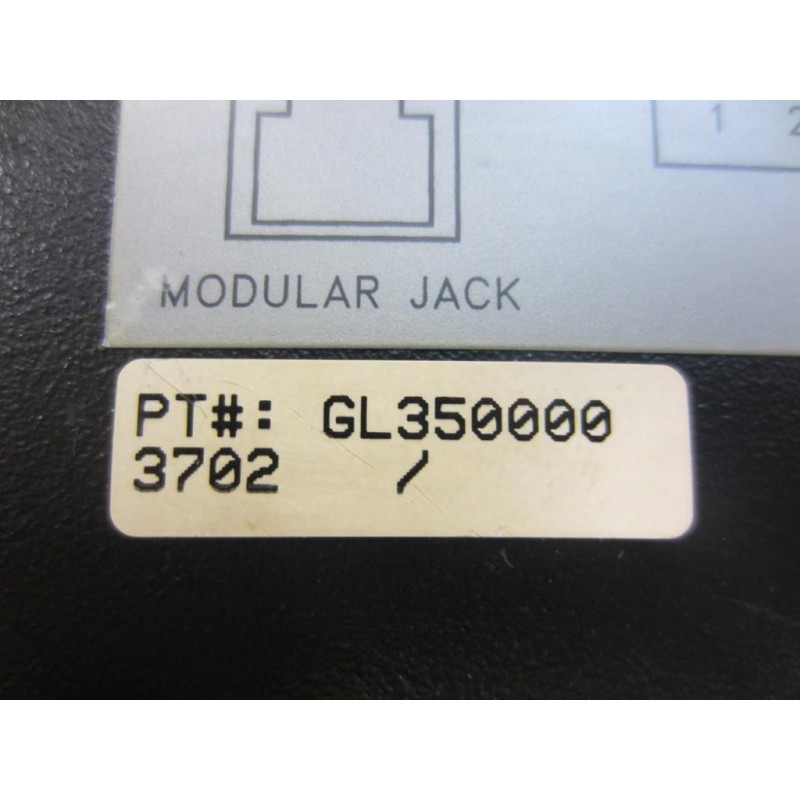 1 2
MODULAR JACK
PT#: GL350000
3702 /